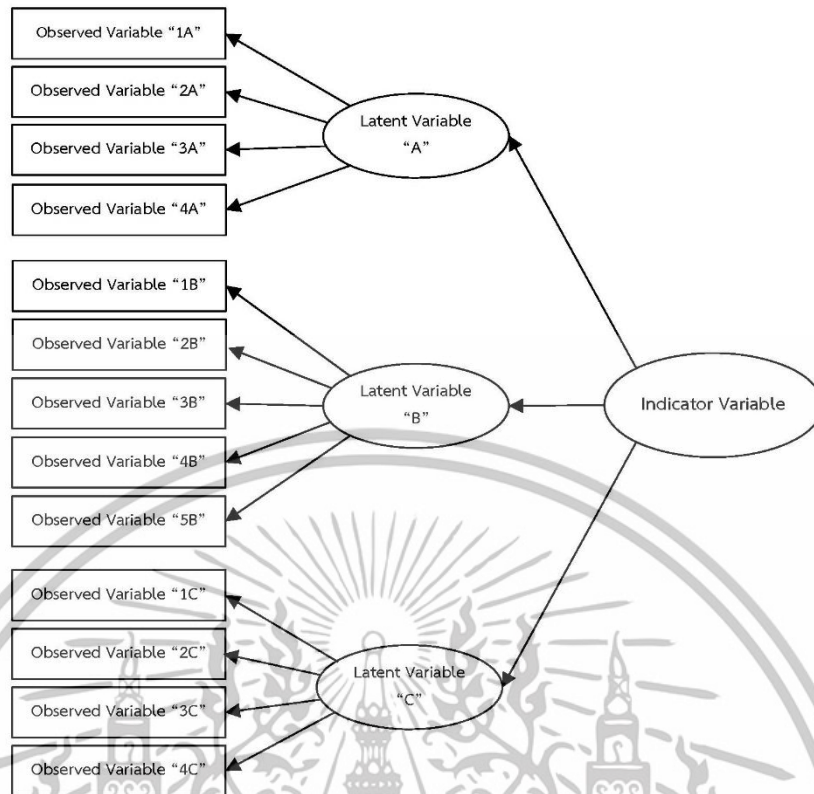 Observed Variable “1A”
Observed Variable “2A”
Observed Variable “3A”
Observed Variable “4A”
Latent Variable
“A”
Observed Variable “1B”
Observed Variable “2B”
Observed Variable “3B”
Observed Variable “4B”
Observed Variable “5B”
Latent Variable
“B”
Indicator Variable
Observed Variable “1C”
Observed Variable “2C”
Observed Variable “3C”
Observed Variable “4C”
Latent Variable
“C”